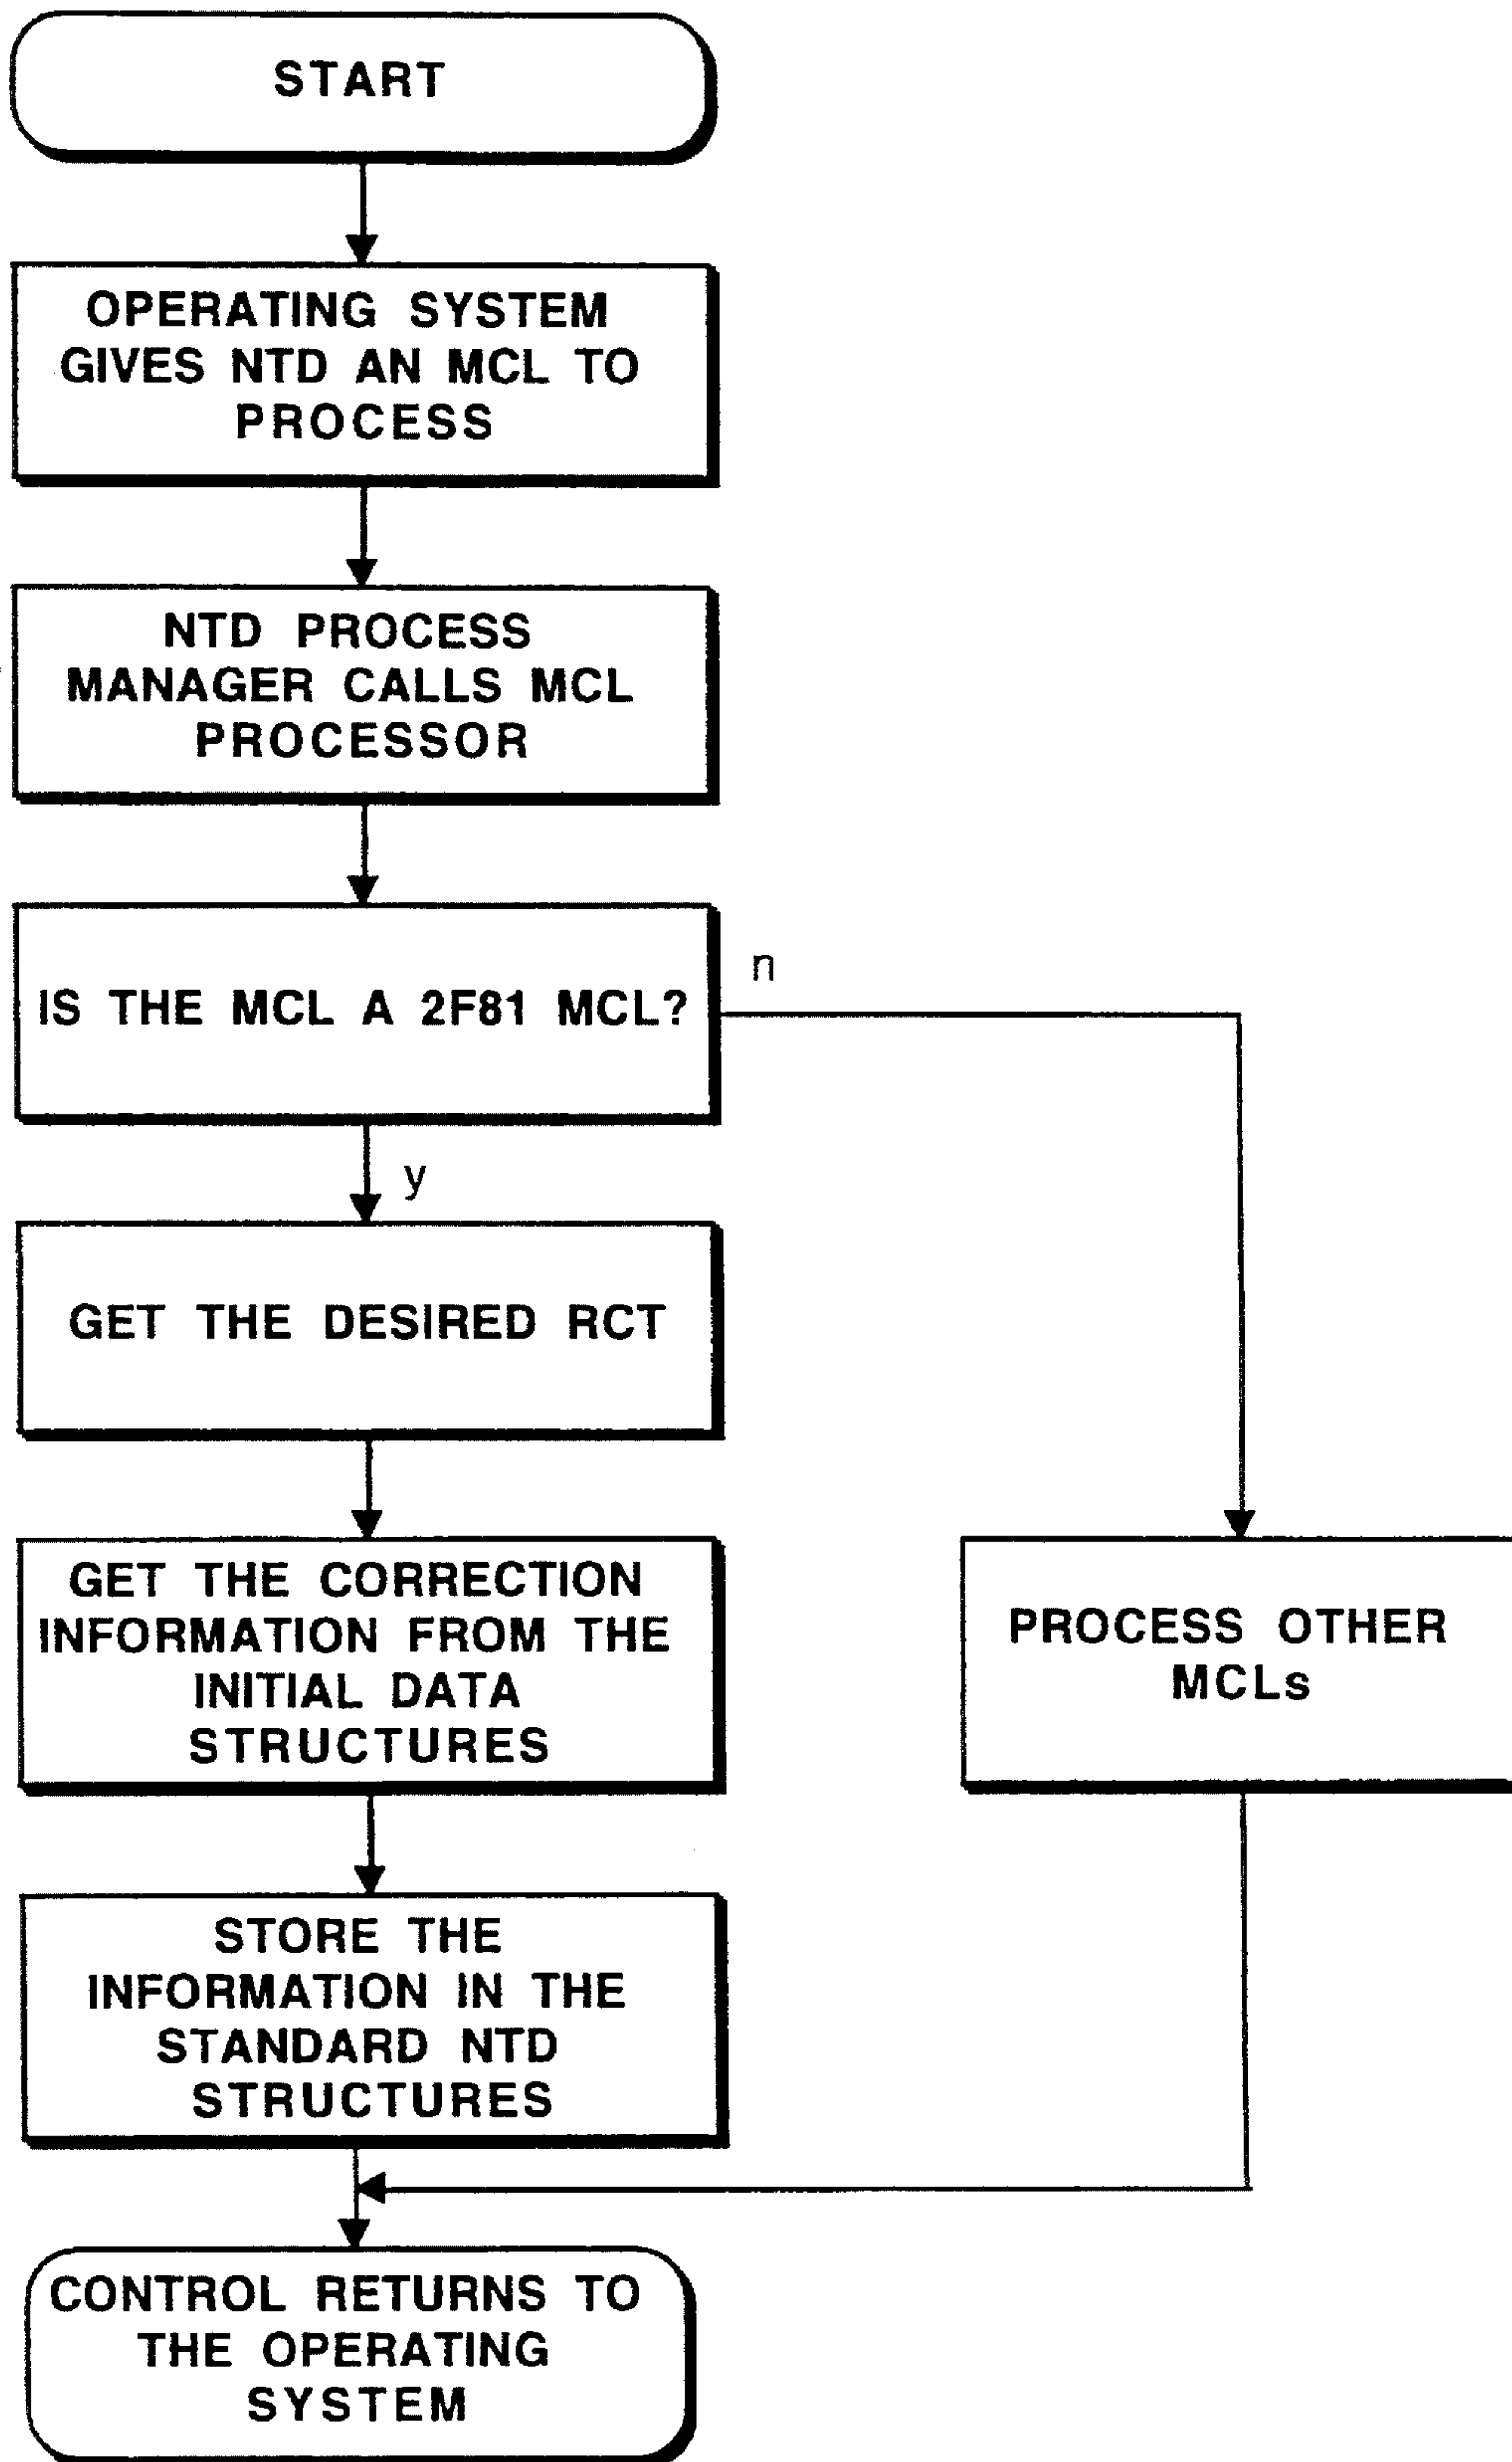 START
OPERATING SYSTEM
GIVES NTD AN MCL TO
PROCESS
NTD PROCESS
MANAGER CALLS MCL
PROCESSOR
IS THE MCL A 2F81 MCL?
n
y
GET THE DESIRED RCT
GET THE CORRECTION
INFORMATION FROM THE
INITIAL DATA
STRUCTURES
PROCESS OTHER
MCLs
STORE THE
INFORMATION IN THE
STANDARD NTD
STRUCTURES
CONTROL RETURNS TO
THE OPERATING
SYSTEM